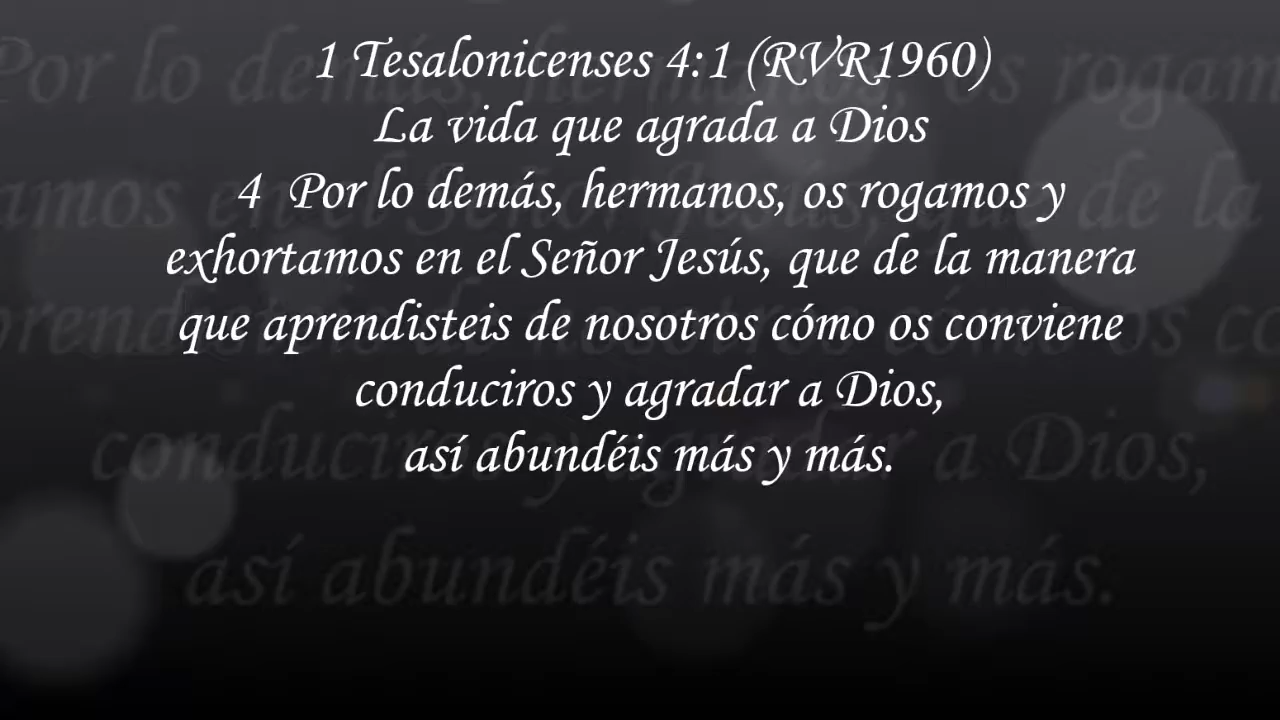 1 Tesalonicenses 4:1 (RVR1960)
La vida que agrada a Dios
4 Por lo demás, hermanos, os rogamos y
exhortamos en el Señor Jesús, que de la manera
que aprendisteis de nosotros cómo os conviene
conduciros y agradar a Dios,
así abundéis más y más.